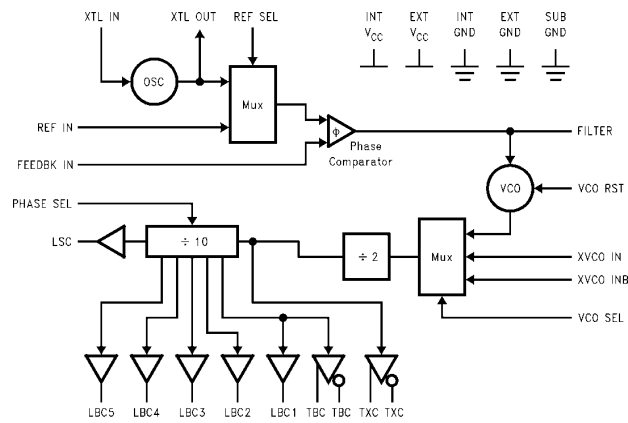 XTL IN XTL OUT REF SEL INT EXT INT EXT SUB
VCC VCC GND GND GND
OSC
Mux
REF IN
ϕ
FILTER
Phase
Comparator
FEEDBK IN
VCO
VCO RST
PHASE SEL
LSC
÷ 10
÷ 2
Mux
XVCO IN
XVCO INB
VCO SEL
LBC5 LBC4 LBC3 LBC2 LBC1 TBC TBC TXC TXC